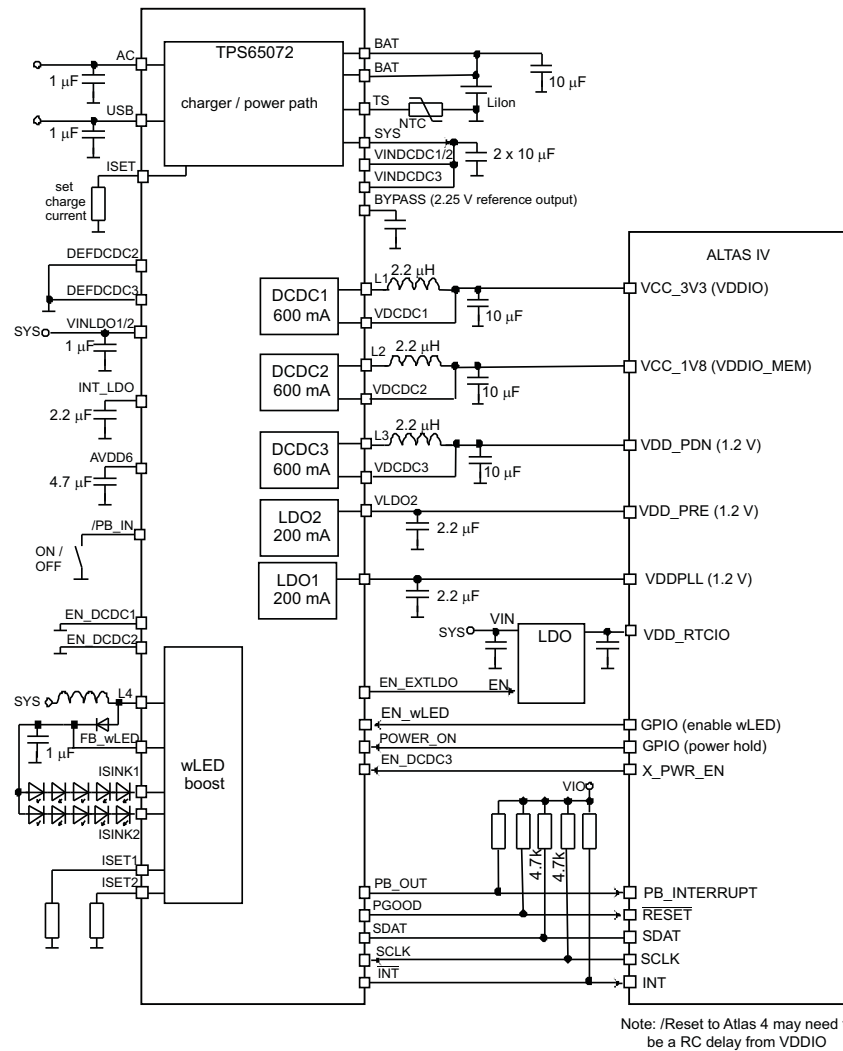 TPS65072
charger / power path
AC
1 μF
USB
1 μF
ISET
set
charge
current
BAT
BAT
10 μF
LiIon
TS
NTC
SYS
VINDCDC1/2
2 x 10 μF
VINDCDC3
BYPASS (2.25 V reference output)
DEFDCDC2
DEFDCDC3
SYS
VINLDO1/2
1 μF
INT_LDO
2.2 μF
AVDD6
4.7 μF
/PB_IN
ON /
OFF
EN_DCDC1
EN_DCDC2
SYS
L4
FB_wLED
1 μF
ISINK1
ISINK2
ISET1
ISET2
wLED
boost
DCDC1
600 mA
L1
2.2 μH
VDCDC1
10 μF
DCDC2
600 mA
L2
2.2 μH
VDCDC2
10 μF
DCDC3
600 mA
L3
2.2 μH
VDCDC3
10 μF
LDO2
200 mA
VLDO2
2.2 μF
LDO1
200 mA
2.2 μF
SYS
VIN
LDO
EN_EXTLDO
EN
EN_wLED
POWER_ON
EN_DCDC3
VIO
4.7k
4.7k
PB_OUT
PGOOD
SDAT
SCLK
INT
ALTAS IV
VCC_3V3 (VDDIO)
VCC_1V8 (VDDIO_MEM)
VDD_PDN (1.2 V)
VDD_PRE (1.2 V)
VDDPLL (1.2 V)
VDD_RTCIO
GPIO (enable wLED)
GPIO (power hold)
X_PWR_EN
PB_INTERRUPT
RESET
SDAT
SCLK
INT
Note: /Reset to Atlas 4 may need
be a RC delay from VDDIO